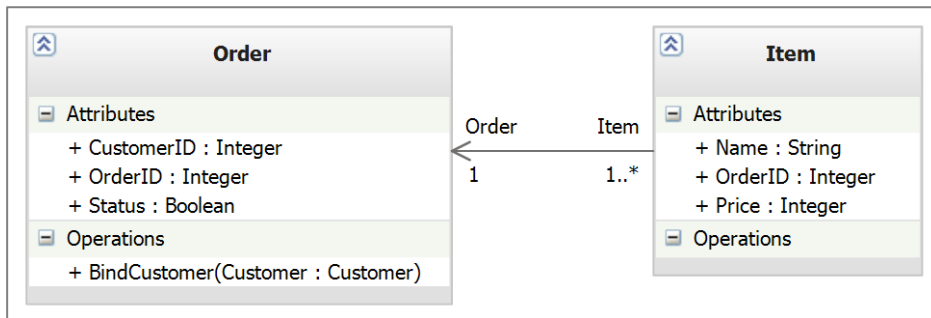 Order
Attributes
+ CustomerID : Integer
+ OrderID : Integer
+ Status : Boolean
Operations
+ BindCustomer(Customer : Customer)
Order
Item
1
1..*
Item
Attributes
+ Name : String
+ OrderID : Integer
+ Price : Integer
Operations